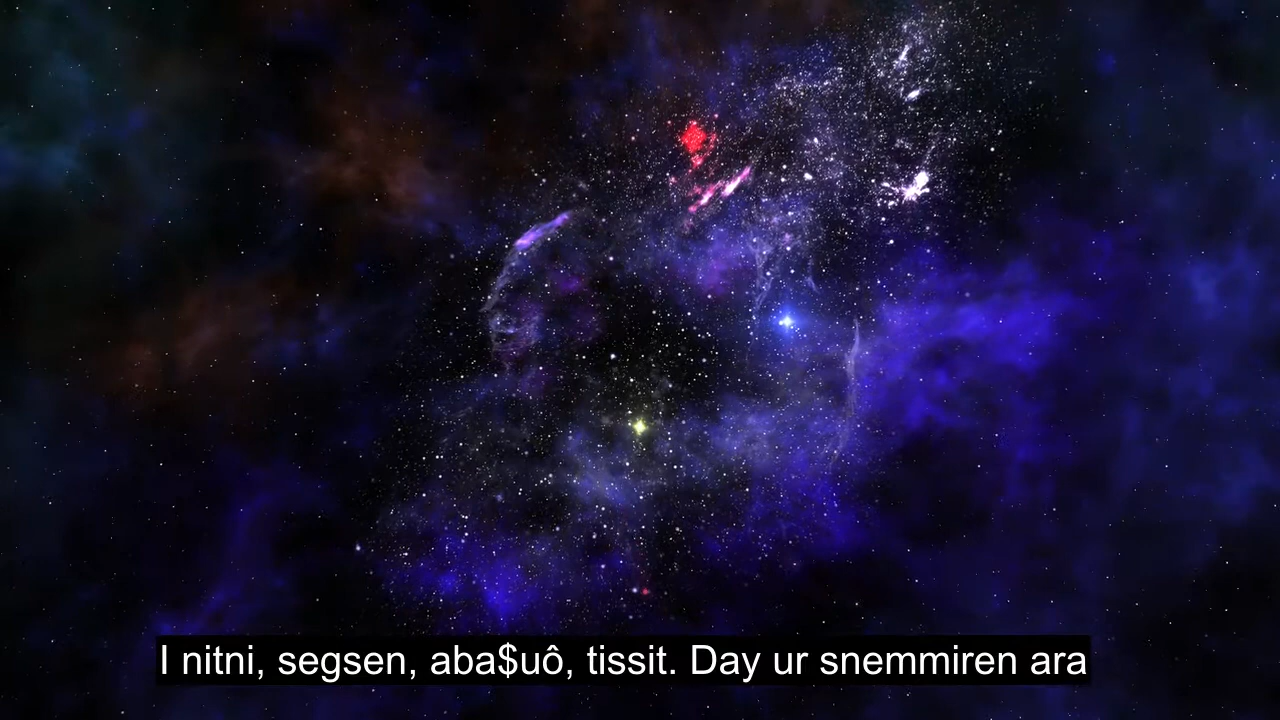 I nitni, segsen, aba$uô, tissit. Day ur snemmiren ara